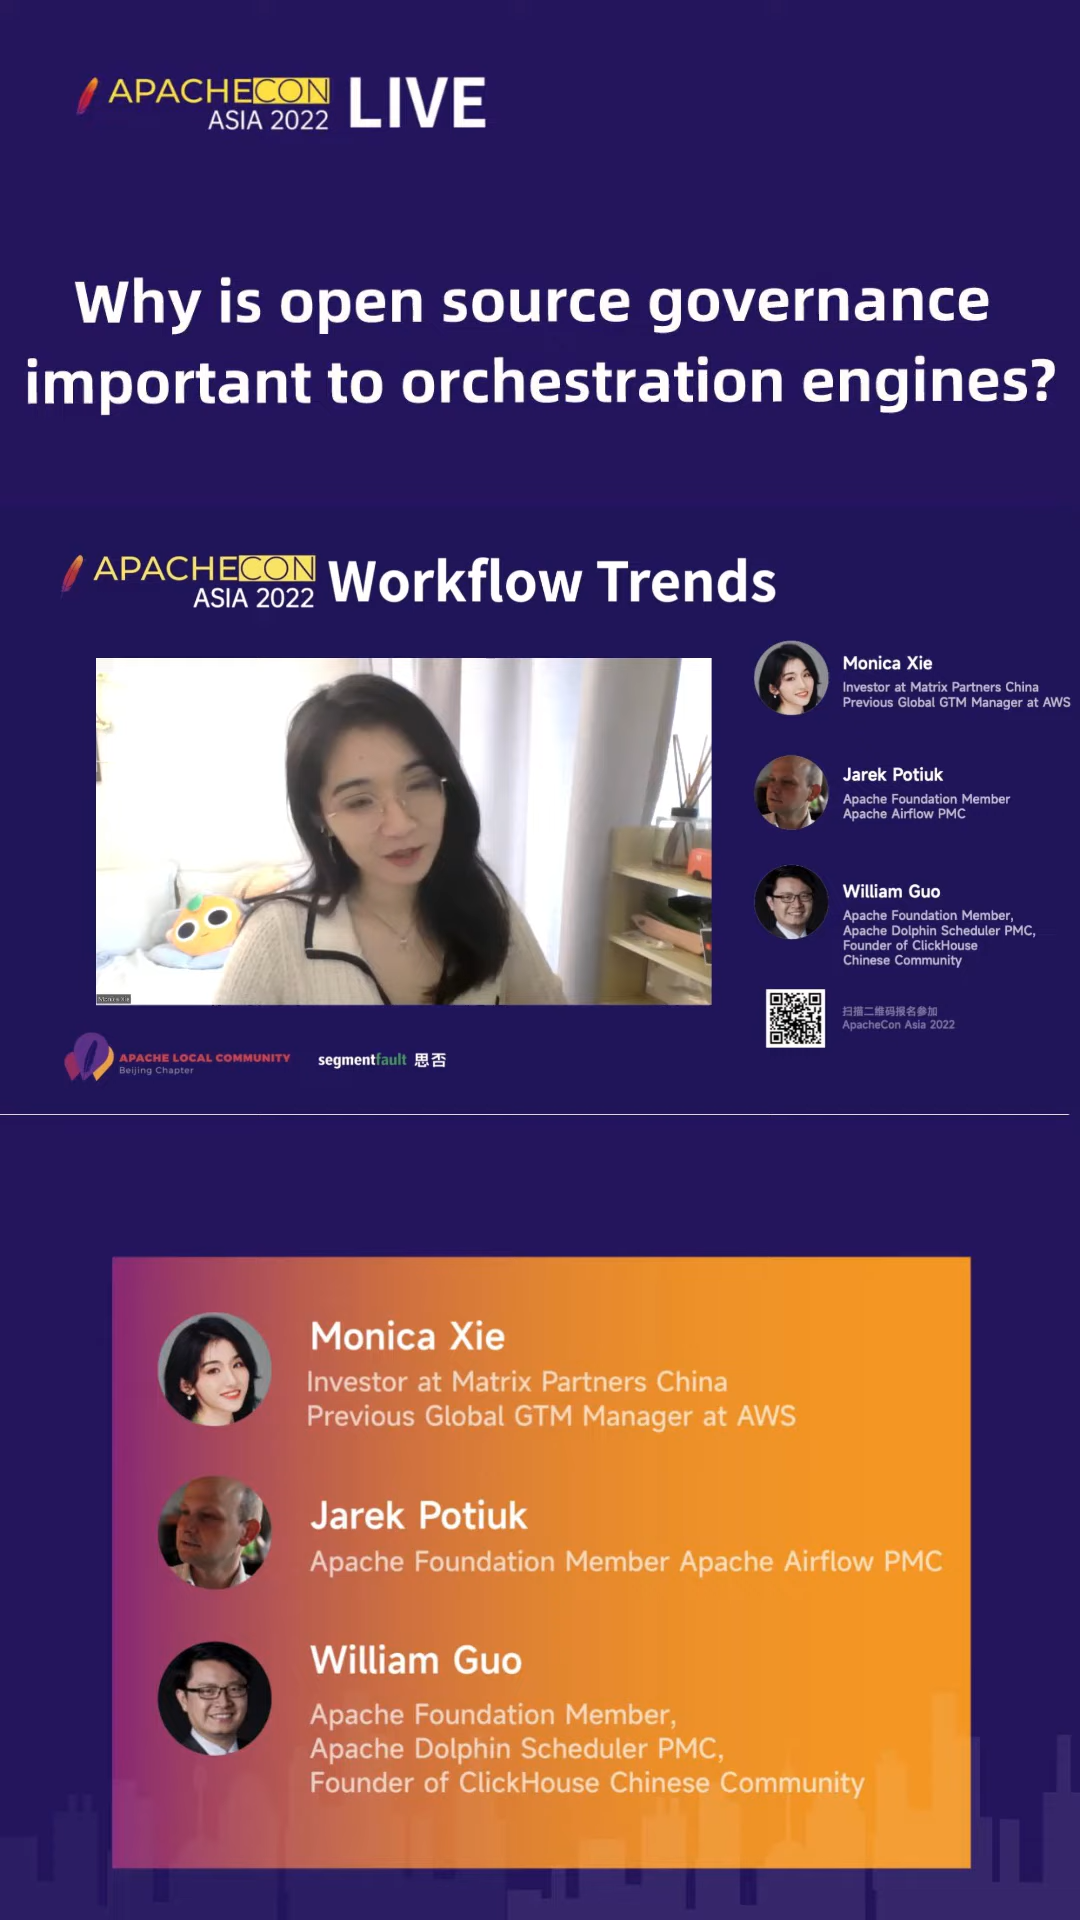 APACHECON
ASIA 2022
LIVE
Why is open source governance
important to orchestration engines?
APACHECON
ASIA 2022
Workflow Trends
Monica Xie
Investor at Matrix Partners China
Previous Global GTM Manager at AWS
Jarek Potiuk
Apache Foundation Member
Apache Airflow PMC
William Guo
Apache Foundation Member,
Apache Dolphin Scheduler PMC,
Founder of ClickHouse
Chinese Community
扫描二维码报名参加
ApacheCon Asia 2022
Monica Xie
APACHE LOCAL COMMUNITY
Beijing Chapter
segmentfault 思否
Monica Xie
Investor at Matrix Partners China
Previous Global GTM Manager at AWS
Jarek Potiuk
Apache Foundation Member Apache Airflow PMC
William Guo
Apache Foundation Member,
Apache Dolphin Scheduler PMC,
Founder of ClickHouse Chinese Community